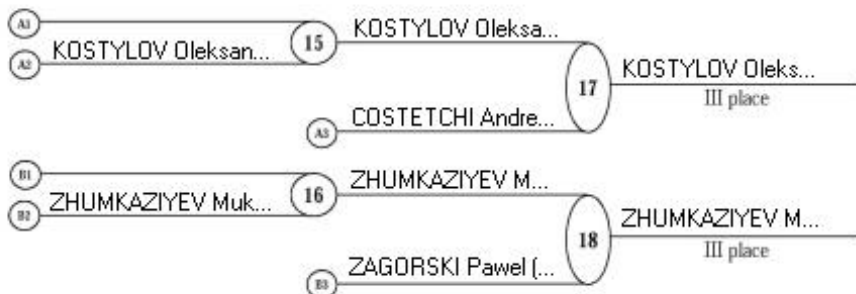 A1
KOSTYLOV Oleksa...
15
A2
KOSTYLOV Oleksan...
KOSTYLOV Oleks...
17
III place
A3
COSTETCHI Andre...
B1
ZHUMKAZIYEV M...
16
B2
ZHUMKAZIYEV Muk...
ZHUMKAZIYEV M...
18
III place
B3
ZAGORSKI Pawel (...